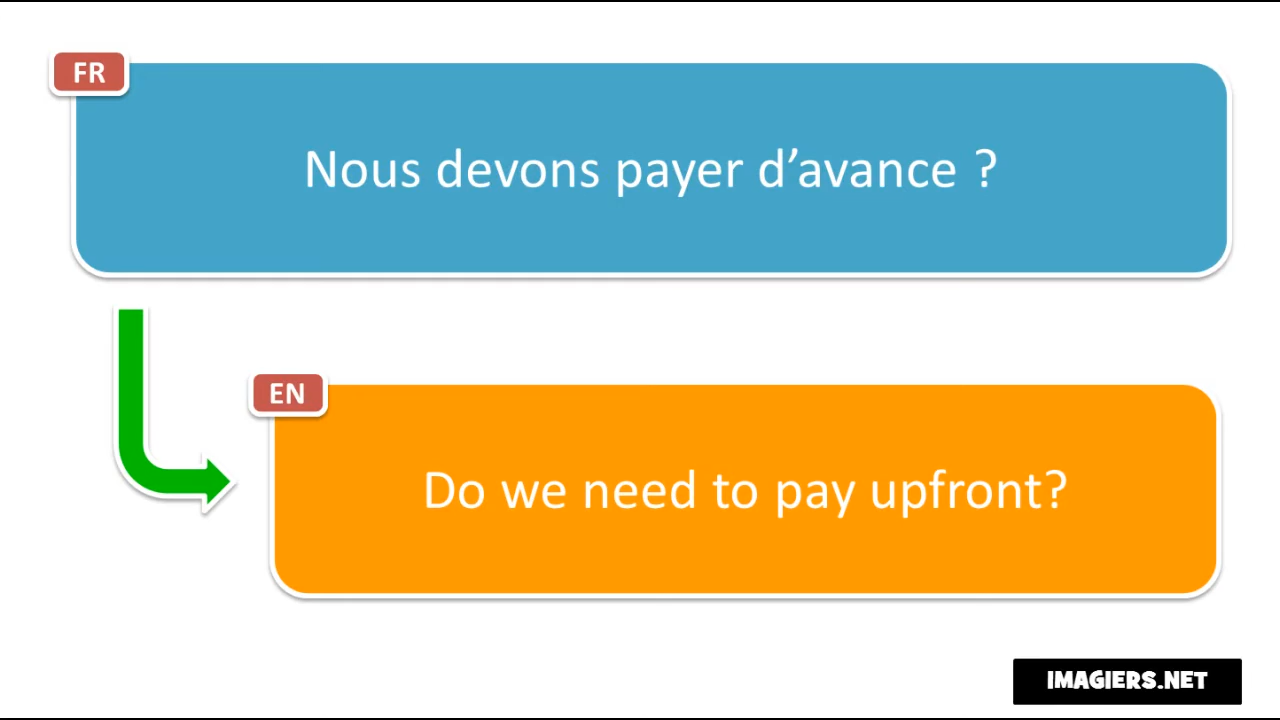 FR
Nous devons payer d’avance ?
EN
Do we need to pay upfront?
IMAGIERS.NET